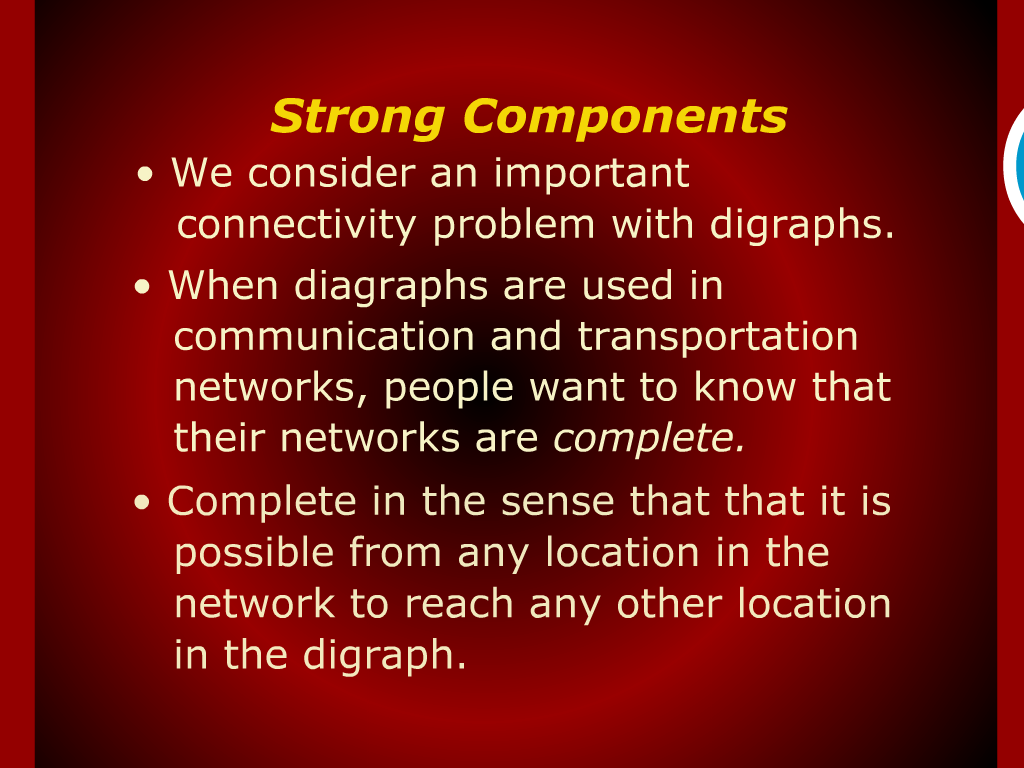 Strong Components
• We consider an important
connectivity problem with digraphs.
• When diagraphs are used in
communication and transportation
networks, people want to know that
their networks are complete.
• Complete in the sense that that it is
possible from any location in the
network to reach any other location
in the digraph.